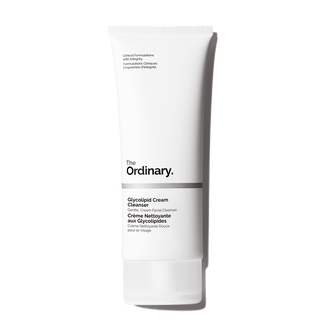 Clinical Formulations
with Integrity.
Formulations Cliniques
Empreintes d'Intégrité.
The
Ordinary.
Glycolipid Cream
Cleanser
Gentle, Cream Facial Cleanser
Crème Nettoyante
aux Glycolipides
Crème Nettoyante Douce
pour le Visage